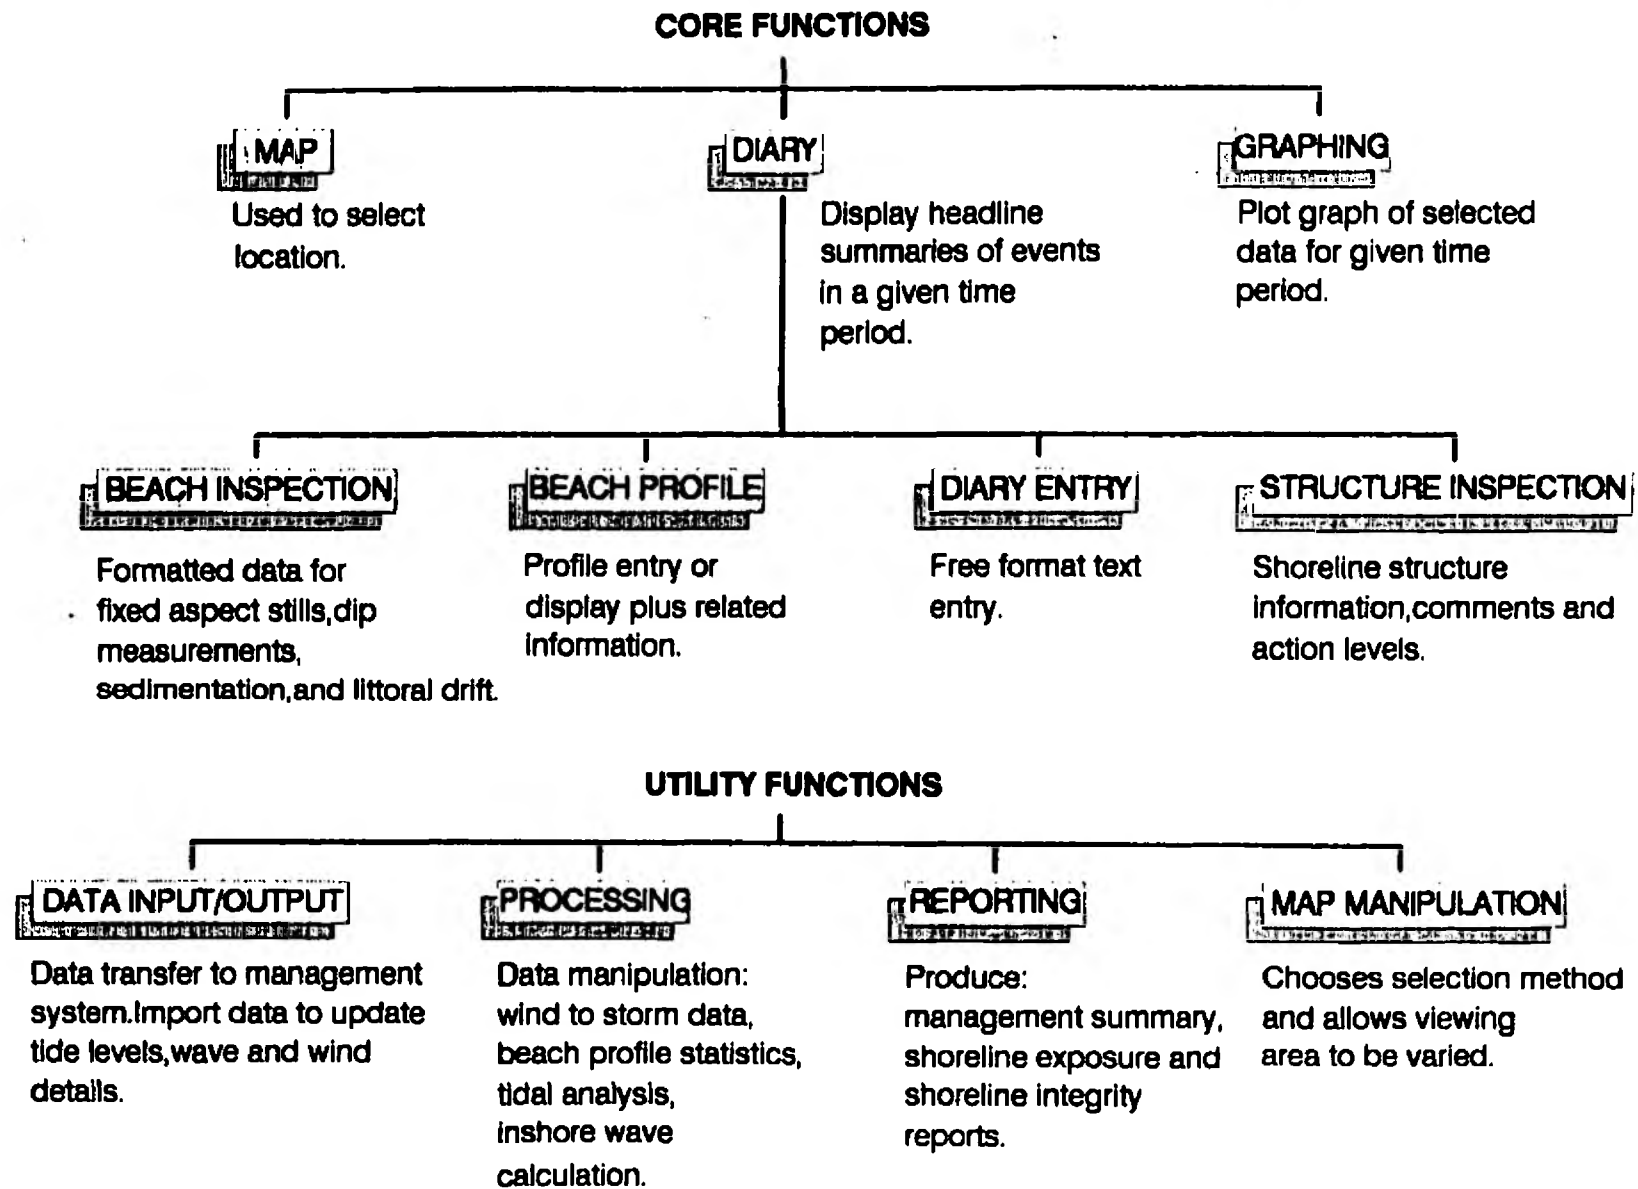 CORE FUNCTIONS
MAP
Used to select
location.
DIARY
Display headline
summaries of events
in a given time
period.
GRAPHING
Plot graph of selected
data for given time
period.
BEACH INSPECTION
Formatted data for
fixed aspect stills,dip
measurements,
sedimentation,and littoral drift.
BEACH PROFILE
Profile entry or
display plus related
information.
DIARY ENTRY
Free format text
entry.
STRUCTURE INSPECTION
Shoreline structure
information,comments and
action levels.
UTILITY FUNCTIONS
DATA INPUT/OUTPUT
Data transfer to management
system.Import data to update
tide levels,wave and wind
details.
PROCESSING
Data manipulation:
wind to storm data,
beach profile statistics,
tidal analysis,
inshore wave
calculation.
REPORTING
Produce:
management summary,
shoreline exposure and
shoreline integrity
reports.
MAP MANIPULATION
Chooses selection method
and allows viewing
area to be varied.